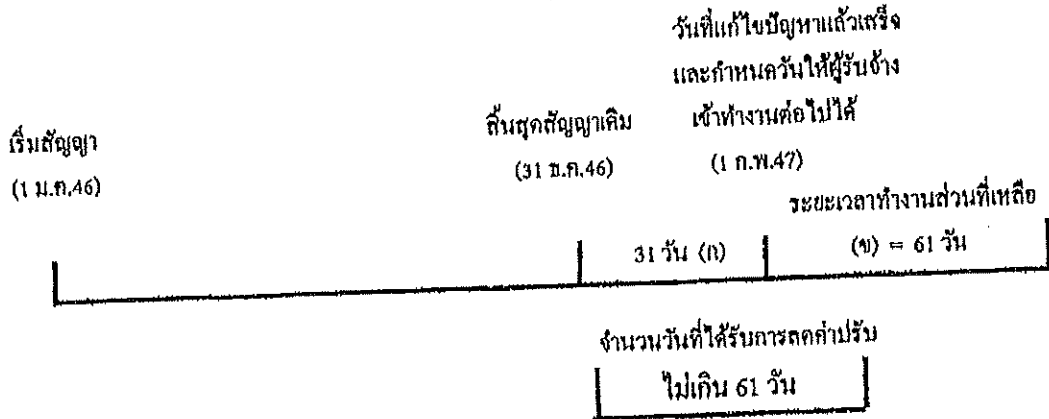 วันที่แก้ไขปัญหาแล้วเสร็จ
และกำหนดวันให้ผู้รับจ้าง
เข้าทำงานต่อไปได้
(1 ก.พ.47)
สิ้นสุดสัญญาเดิม
(31 ธ.ค.46)
เริ่มสัญญา
(1 ม.ค.46)
ระยะเวลาทำงานส่วนที่เหลือ
31 วัน (ก)
(ข) = 61 วัน
จำนวนวันที่ได้รับการลดค่าปรับ
ไม่เกิน 61 วัน